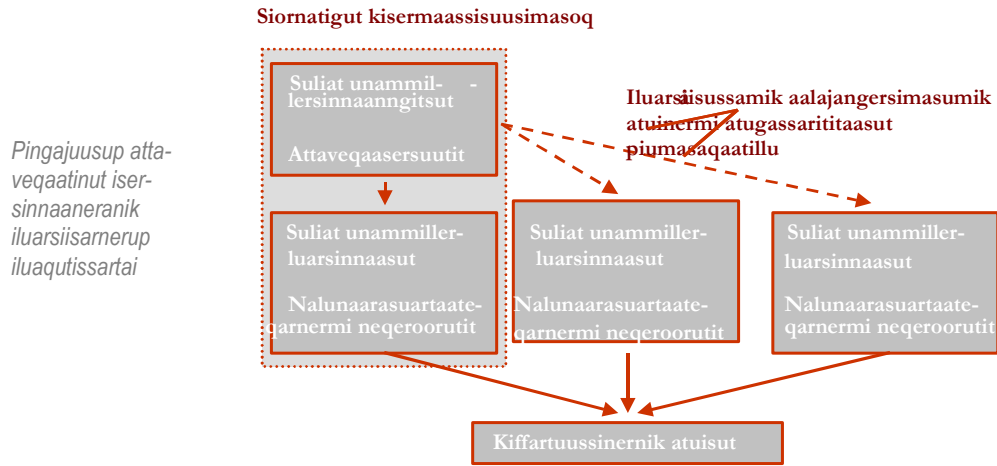 Siornatigut kisermaassisuusimasoq
Suliat unammil- -
lersinnaanngitsut
Attaveqaasersuutit
Iluarsiisussamik aalajangersimasumik
atuinermi atugassarititaasut
piumasaqaatillu
Pingajuusup atta-
veqaatinut iser-
sinnaaneranik
iluarsiisarnerup
iluaqutissartai
Suliat unammiller-
luarsinnaasut
Nalunaarasuartaate-
qarnermi neqeroorutit
Suliat unammiller-
luarsinnaasut
Nalunaarasuartaate-
qarnermi neqeroorutit
Suliat unammiller-
luarsinnaasut
Nalunaarasuartaate-
qarnermi neqeroorutit
Kiffartuussinernik atuisut